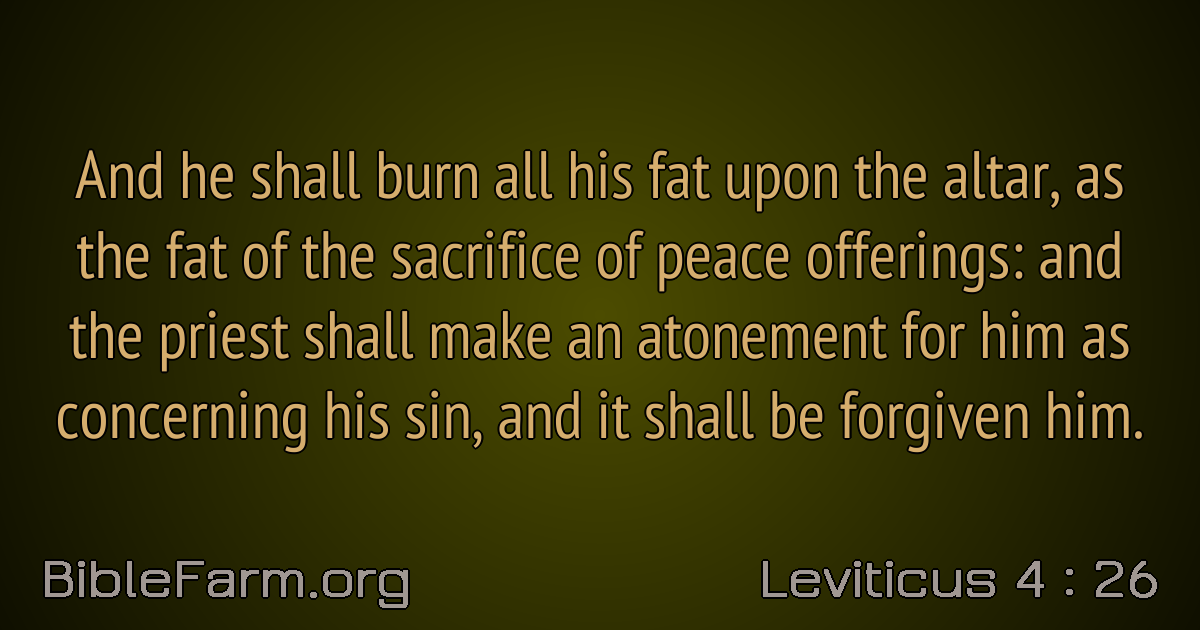 And he shall burn all his fat upon the altar, as
the fat of the sacrifice of peace offerings: and
the priest shall make an atonement for him as
concerning his sin, and it shall be forgiven him.
BibleFarm.org
Leviticus 4 : 26